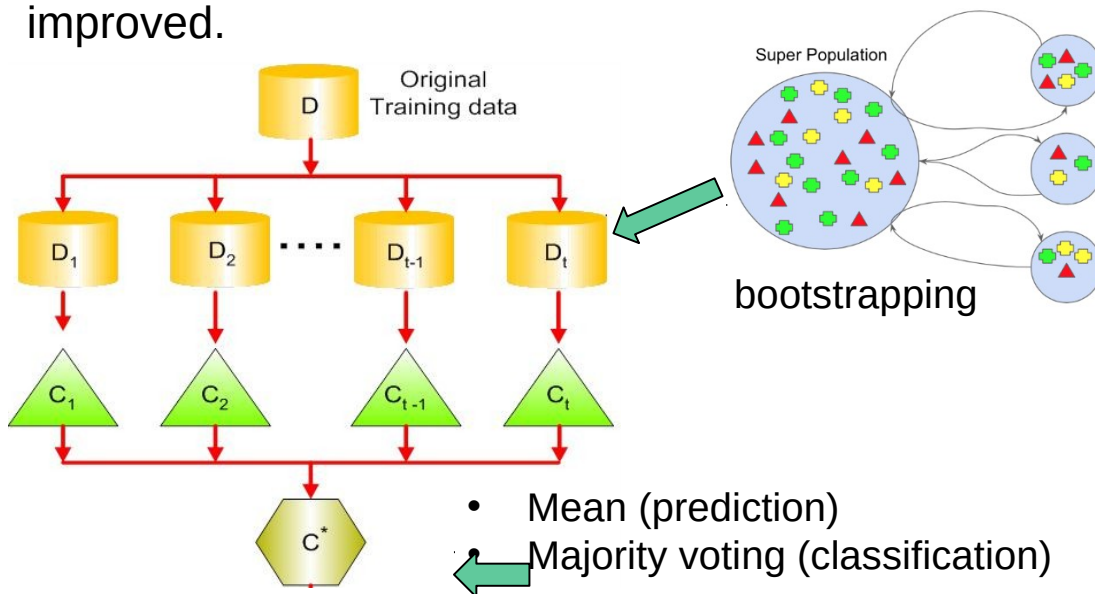 improved.
Original
Training data
D
D1
D2
....
Dt-1
Dt
C1
C2
Ct-1
Ct
C*
Super Population
bootstrapping
• Mean (prediction)
• Majority voting (classification)